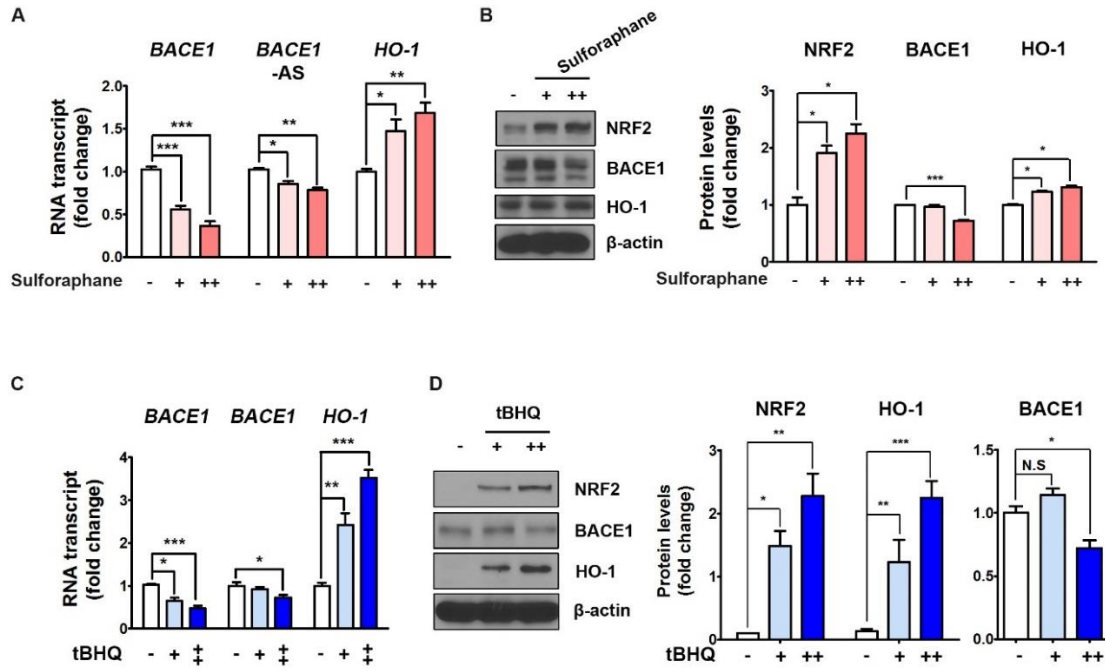 A
BACE1
BACE1
-AS
HO-1
RNA transcript
(fold change)
2.0
1.5
1.0
0.5
0.0
***
***
*
**
*
**
Sulforaphane
- + ++ - + ++ - + ++
B
Sulforaphane
- + ++
NRF2
BACE1
HO-1
β-actin
NRF2
BACE1
HO-1
Protein levels
(fold change)
3
2
1
0
*
*
***
*
*
- + ++ - + ++ - + ++
C
BACE1
BACE1
HO-1
RNA transcript
(fold change)
4
3
2
1
0
***
*
*
***
**
tBHQ
- + ++ - + ++ - + ++
D
tBHQ
- + ++
NRF2
BACE1
HO-1
β-actin
NRF2
HO-1
BACE1
Protein levels
(fold change)
3
2
1
0
**
*
***
**
1.5
1.0
0.5
0.0
*
N.S
tBHQ
- + ++ - + ++ - + ++